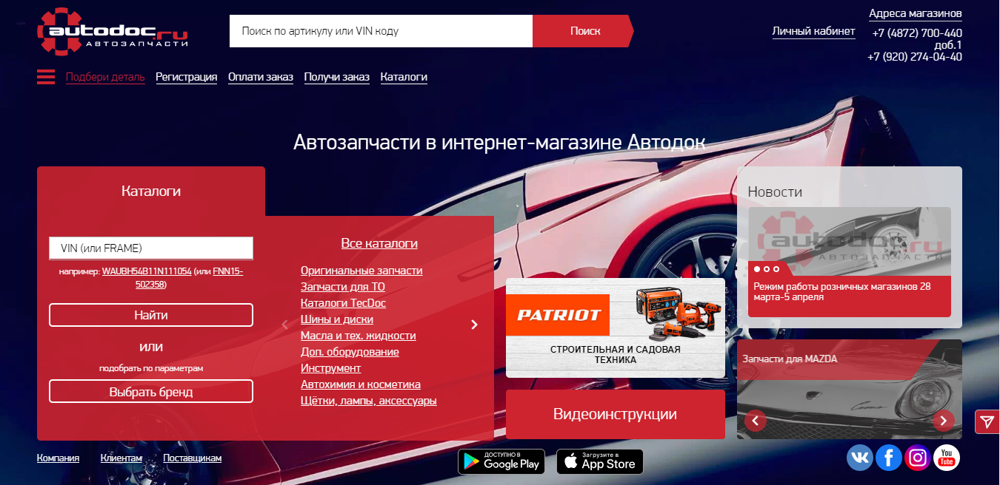 autodoc.ru
АВТОЗАПЧАСТИ
Поиск по артикулу или VIN коду
Поиск
Личный кабинет
Адреса магазинов
+7 (4872) 700-440
доб.1
+7 (920) 274-04-40
Подбери деталь
Регистрация
Оплати заказ
Получи заказ
Каталоги
Автозапчасти в интернет-магазине Автодок
Каталоги
VIN (или FRAME)
например: WAUBH54B11N111054 (или FNN15-
502358)
Найти
или
подобрать по параметрам
Выбрать бренд
Все каталоги
Оригинальные запчасти
Запчасти для ТО
Каталоги TecDoc
Шины и диски
Масла и тех. жидкости
Доп. оборудование
Инструмент
Автохимия и косметика
Щётки, лампы, аксессуары
PATRIOT
СТРОИТЕЛЬНАЯ И САДОВАЯ
ТЕХНИКА
Видеоинструкции
Новости
autodoc.ru
АВТОЗАПЧАСТИ
Режим работы розничных магазинов 28
марта-5 апреля
Запчасти для MAZDA
Cosmo
Компания
Клиентам
Поставщикам
ДОСТУПНО В
Google Play
Загрузите в
App Store
You
Tube